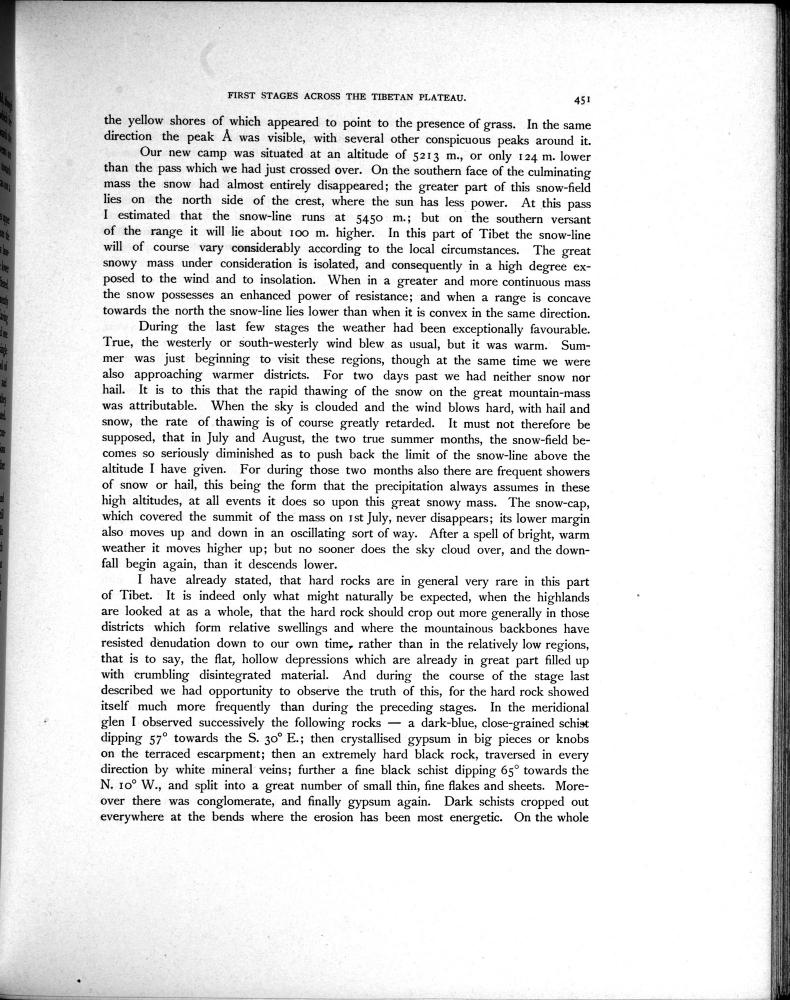 FIRST STAGES ACROSS THE TIBETAN PLATEAU. 451
the yellow shores of which appeared to point to the presence of grass. In the same
direction the peak Å was visible, with several other conspicuous peaks around it.
Our new camp was situated at an altitude of 5213 m., or only 124 m. lower
than the pass which we had just crossed over. On the southern face of the culminating
mass the snow had almost entirely disappeared; the greater part of this snow-field
lies on the north side of the crest, where the sun has less power. At this pass
I estimated that the snow-line runs at 5450 m.; but on the southern versant
of the range it will lie about 100 m. higher. In this part of Tibet the snow-line
will of course vary considerably according to the local circumstances. The great
snowy mass under consideration is isolated, and consequently in a high degree ex-
posed to the wind and to insolation. When in a greater and more continuous mass
the snow possesses an enhanced power of resistance; and when a range is concave
towards the north the snow-line lies lower than when it is convex in the same direction.
During the last few stages the weather had been exceptionally favourable.
True, the westerly or south-westerly wind blew as usual, but it was warm. Sum-
mer was just beginning to visit these regions, though at the same time we were
also approaching warmer districts. For two days past we had neither snow nor
hail. It is to this that the rapid thawing of the snow on the great mountain-mass
was attributable. When the sky is clouded and the wind blows hard, with hail and
snow, the rate of thawing is of course greatly retarded. It must not therefore be
supposed, that in July and August, the two true summer months, the snow-field be-
comes so seriously diminished as to push back the limit of the snow-line above the
altitude I have given. For during those two months also there are frequent showers
of snow or hail, this being the form that the precipitation always assumes in these
high altitudes, at all events it does so upon this great snowy mass. The snow-cap,
which covered the summit of the mass on 1st July, never disappears; its lower margin
also moves up and down in an oscillating sort of way. After a spell of bright, warm
weather it moves higher up; but no sooner does the sky cloud over, and the down-
fall begin again, than it descends lower.
I have already stated, that hard rocks are in general very rare in this part
of Tibet. It is indeed only what might naturally be expected, when the highlands
are looked at as a whole, that the hard rock should crop out more generally in those
districts which form relative swellings and where the mountainous backbones have
resisted denudation down to our own time, rather than in the relatively low regions,
that is to say, the flat, hollow depressions which are already in great part filled up
with crumbling disintegrated material. And during the course of the stage last
described we had opportunity to observe the truth of this, for the hard rock showed
itself much more frequently than during the preceding stages. In the meridional
glen I observed successively the following rocks — a dark-blue, close-grained schist
dipping 57° towards the S. 30° E.; then crystallised gypsum in big pieces or knobs
on the terraced escarpment; then an extremely hard black rock, traversed in every
direction by white mineral veins; further a fine black schist dipping 65° towards the
N. 10° W., and split into a great number of small thin, fine flakes and sheets. More-
over there was conglomerate, and finally gypsum again. Dark schists cropped out
everywhere at the bends where the erosion has been most energetic. On the whole